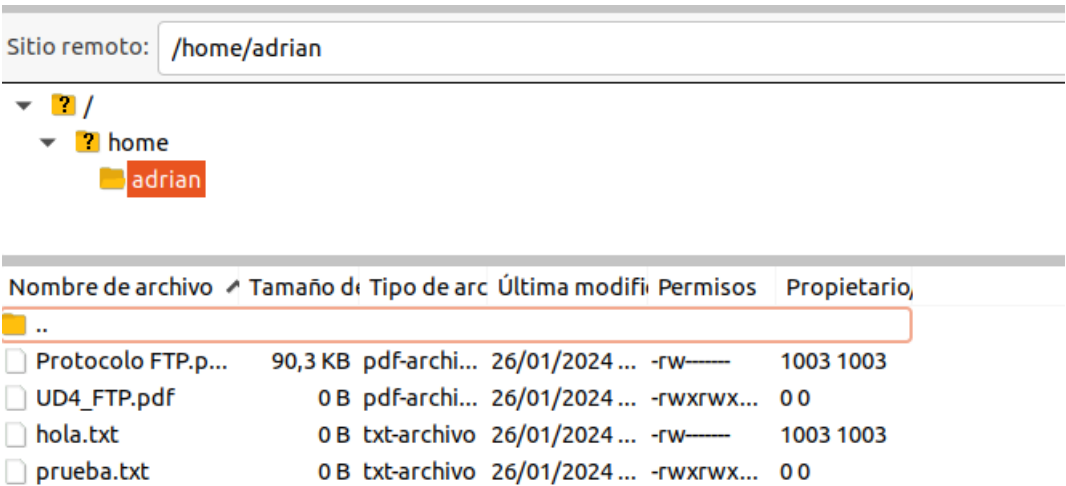 Sitio remoto: /home/adrian
? /
? home
adrian
Nombre de archivo Tamaño de Tipo de arc Última modifi Permisos Propietario/
..
Protocolo FTP.p... 90,3 KB pdf-archi... 26/01/2024 ... -rw------- 1003 1003
UD4_FTP.pdf 0 B pdf-archi... 26/01/2024 ... -rwxrwx... 0 0
hola.txt 0 B txt-archivo 26/01/2024 ... -rw------- 1003 1003
prueba.txt 0 B txt-archivo 26/01/2024 ... -rwxrwx... 0 0